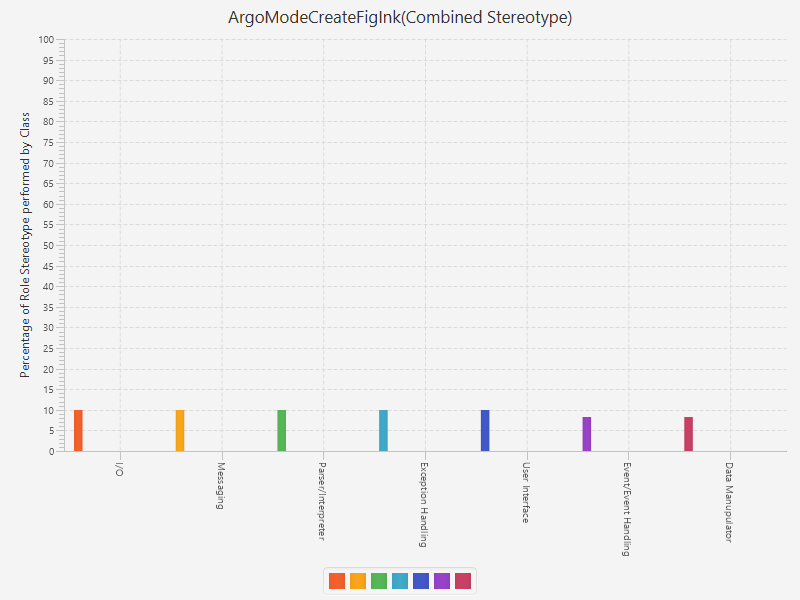 ArgoModeCreateFigInk(Combined Stereotype)
Percentage of Role Stereotype performed by Class
100
95
90
85
80
75
70
65
60
55
50
45
40
35
30
25
20
15
10
5
0
I/O
Messaging
Parser/Interpreter
Exception Handling
User Interface
Event/Event Handling
Data Manupulator